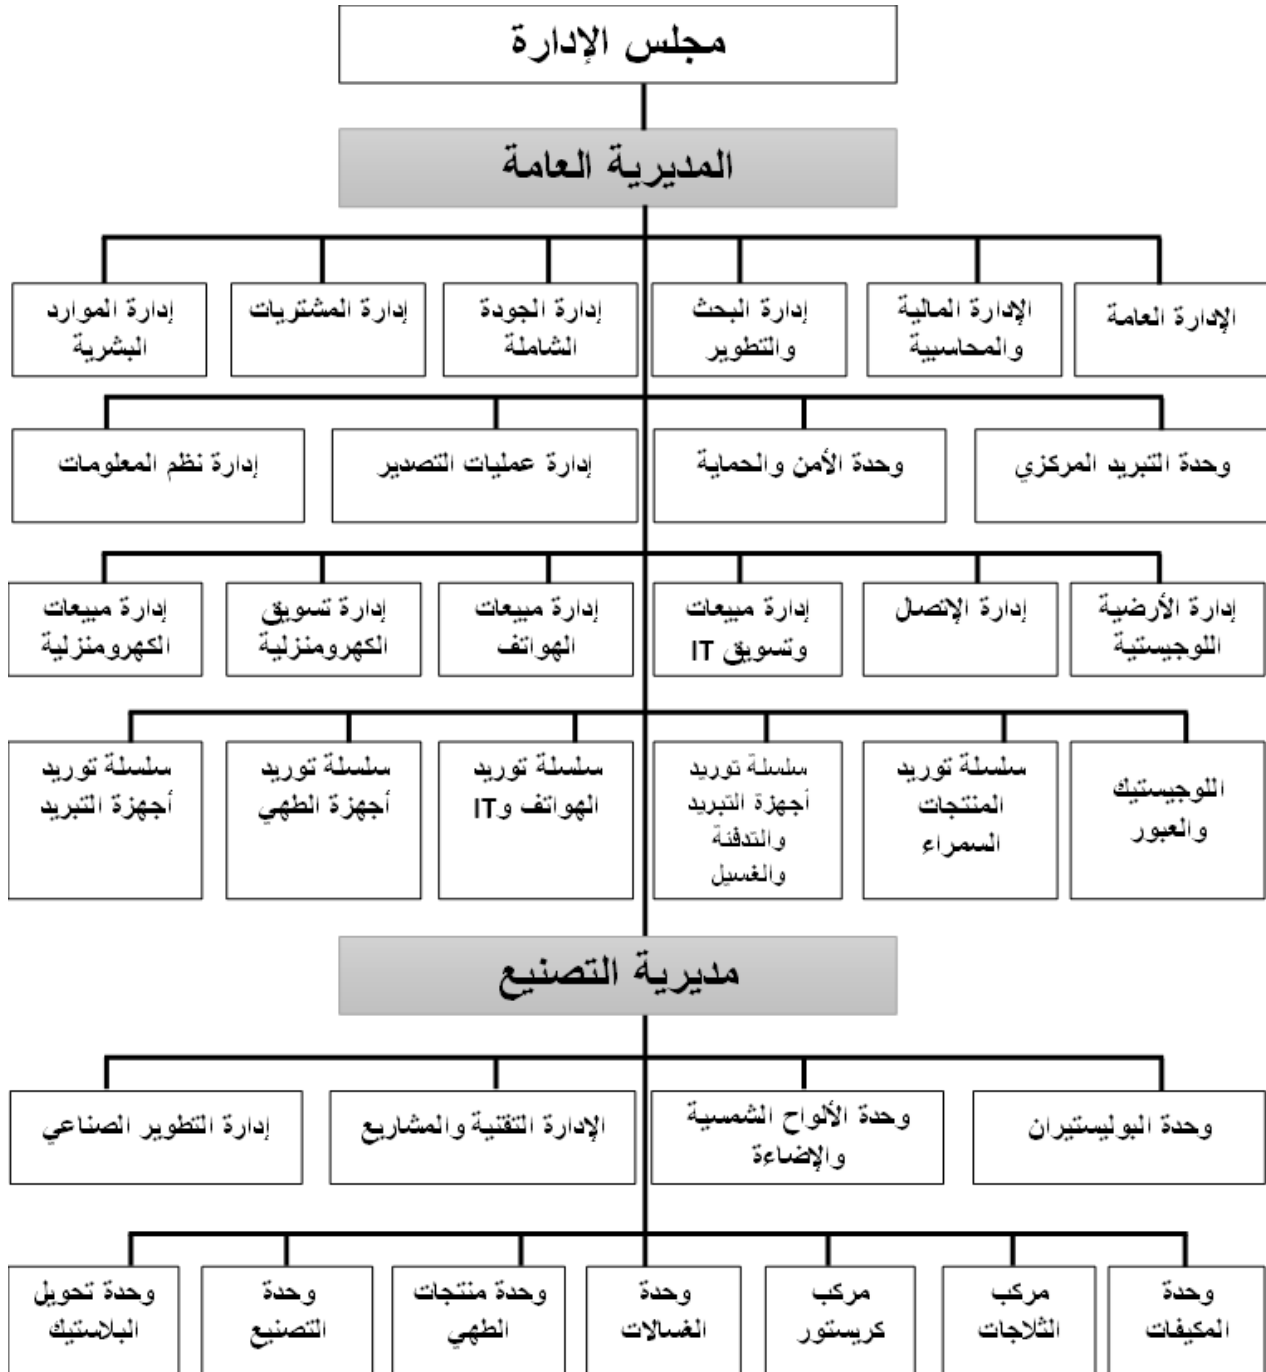 مجلس الإدارة
المديرية العامة
الإدارة العامة
الإدارة المالية
والمحاسبية
إدارة البحث
والتطوير
إدارة الجودة
الشاملة
إدارة المشتريات
إدارة الموارد
البشرية
وحدة التبريد المركزي
وحدة الأمن والحماية
إدارة عمليات التصدير
إدارة نظم المعلومات
إدارة الأرضية
اللوجيستية
إدارة الإتصال
إدارة مبيعات
وتسويق IT
إدارة مبيعات
الهواتف
إدارة تسويق
الكهرومنزلية
إدارة مبيعات
الكهرومنزلية
اللوجيستيك
والعبور
سلسلة توريد
المنتجات
السمراء
سلسلة توريد
أجهزة التبريد
والتدفئة
والغسيل
سلسلة توريد
الهواتف وIT
سلسلة توريد
أجهزة الطهي
سلسلة توريد
أجهزة التبريد
مديرية التصنيع
وحدة البوليستيران
وحدة الألواح الشمسية
والإضاءة
الإدارة التقنية والمشاريع
إدارة التطوير الصناعي
وحدة
المكيفات
مركب
الثلاجات
مركب
كريستور
وحدة
الغسالات
وحدة منتجات
الطهي
وحدة
التصنيع
وحدة تحويل
البلاستيك